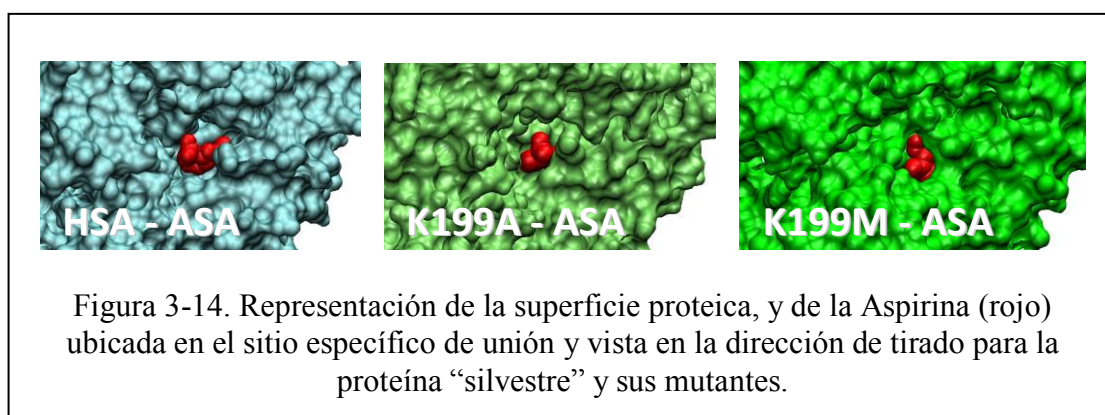 HSA - ASA
K199A - ASA
K199M - ASA
Figura 3-14. Representación de la superficie proteica, y de la Aspirina (rojo)
ubicada en el sitio específico de unión y vista en la dirección de tirado para la
proteína “silvestre” y sus mutantes.